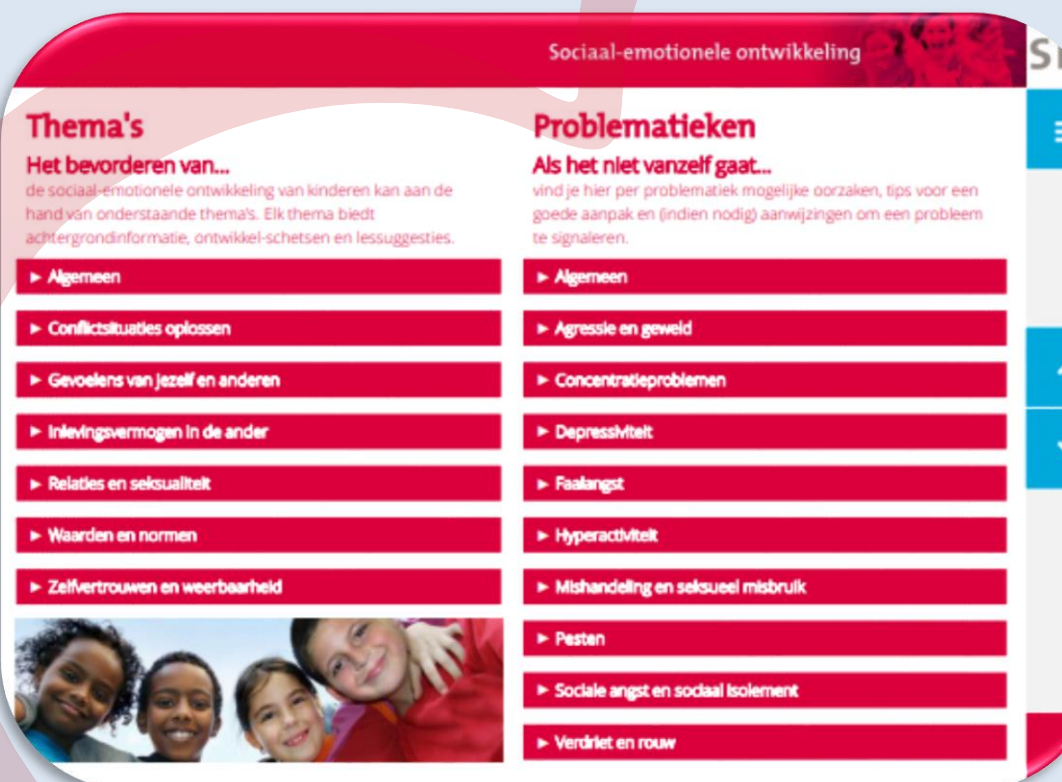 Sociaal-emotionele ontwikkeling
Thema's
Het bevorderen van...
de sociaal-emotionele ontwikkeling van kinderen kan aan de
hand van onderstaande thema's. Elk thema biedt
achtergrondinformatie, ontwikkel-schetsen en lessuggesties.
► Algemeen
► Conflictsituaties oplossen
► Gevoelens van jezelf en anderen
► Inlevingsvermogen in de ander
► Relaties en seksualiteit
► Waarden en normen
► Zelfvertrouwen en weerbaarheid
Problematieken
Als het niet vanzelf gaat...
vind je hier per problematiek mogelijke oorzaken, tips voor een
goede aanpak en (indien nodig) aanwijzingen om een probleem
te signaleren.
► Algemeen
► Agressie en geweld
► Concentratieproblemen
► Depressiviteit
► Faalangst
► Hyperactiviteit
► Mishandeling en seksueel misbruik
► Pesten
► Sociale angst en sociaal isolement
► Verdriet en rouw